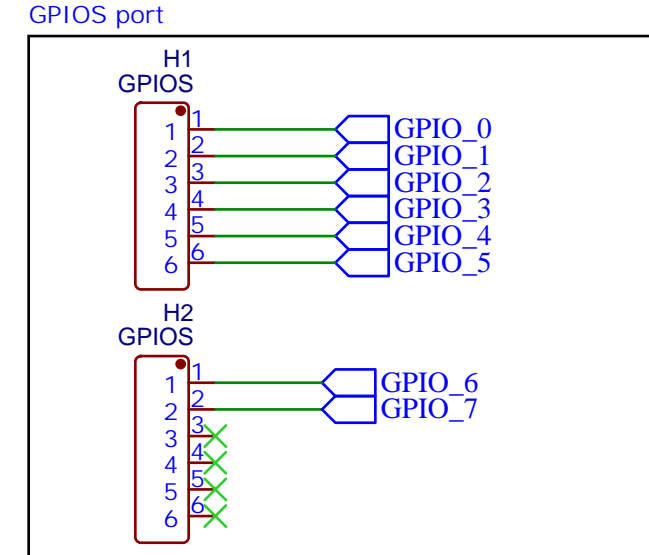 GPIOS port
H1
GPIOS
1 1 GPIO_0
2 2 GPIO_1
3 3 GPIO_2
4 4 GPIO_3
5 5 GPIO_4
6 6 GPIO_5
H2
GPIOS
1 1 GPIO_6
2 2 GPIO_7
3 3
4 4
5 5
6 6